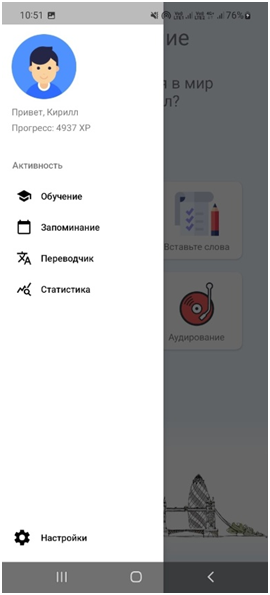 10:51
76%
ие
Привет, Кирилл
я в мир
Прогресс: 4937 XP
л?
Активность
Обучение
Запоминание
Вставьте слова
Переводчик
Статистика
Аудирование
Настройки